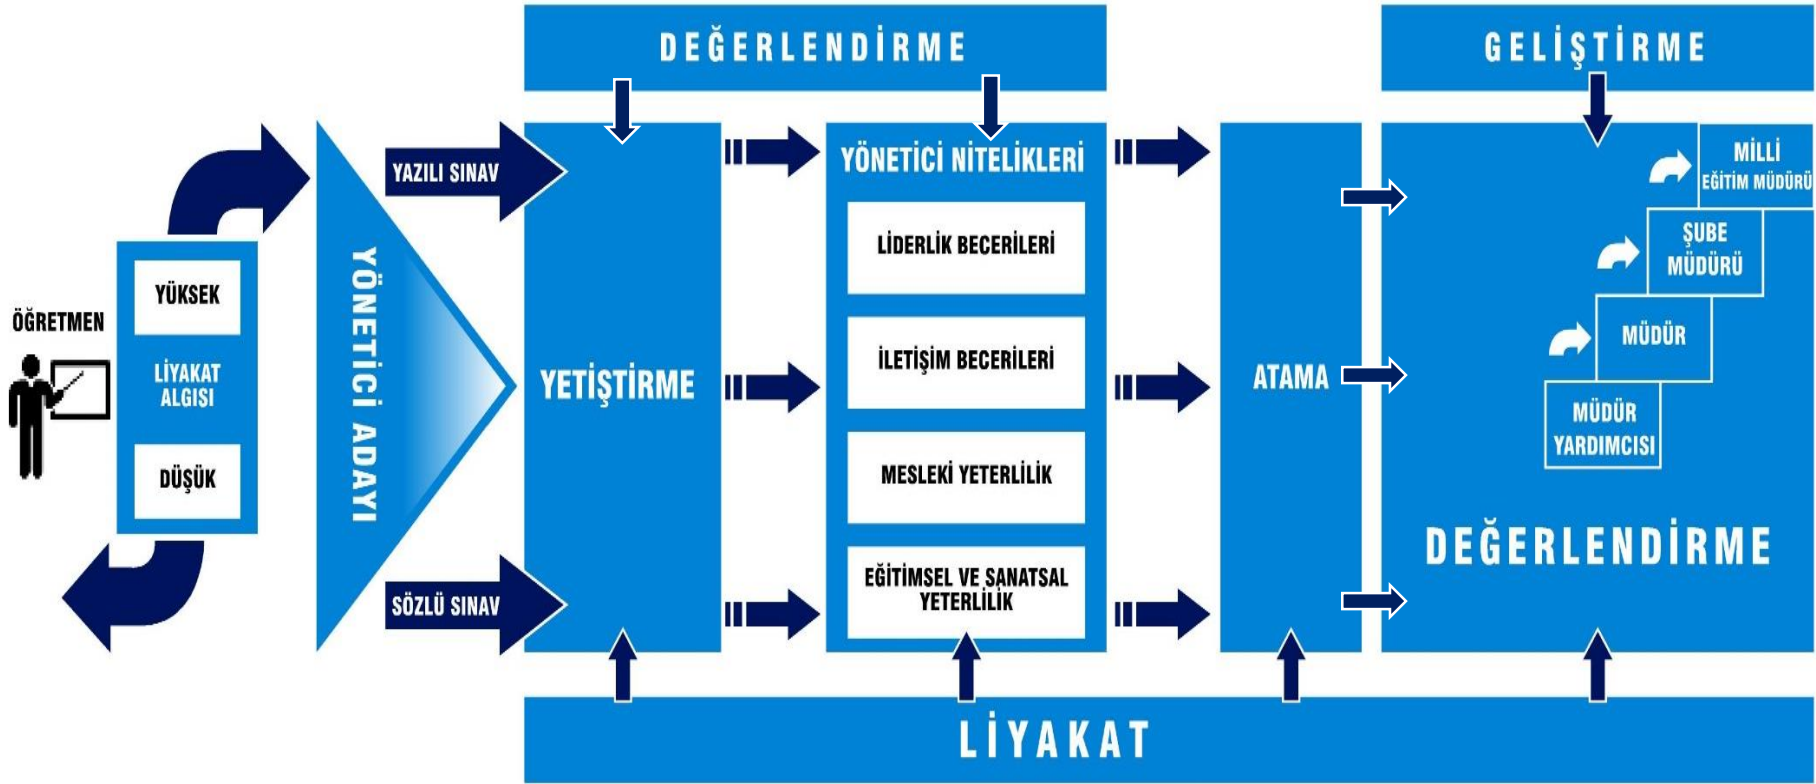 DEĞERLENDİRME
GELİŞTİRME
ÖĞRETMEN
YÜKSEK
LİYAKAT
ALGISI
DÜŞÜK
YÖNETİCİ ADAYI
YAZILI SINAV
SÖZLÜ SINAV
YETİŞTİRME
YÖNETİCİ NİTELİKLERİ
LİDERLİK BECERİLERİ
İLETİŞİM BECERİLERİ
MESLEKİ YETERLİLİK
EĞİTİMSEL VE SANATSAL
YETERLİLİK
ATAMA
MİLLİ
EĞİTİM MÜDÜRÜ
ŞUBE
MÜDÜRÜ
MÜDÜR
MÜDÜR
YARDIMCISI
DEĞERLENDİRME
LİYAKAT